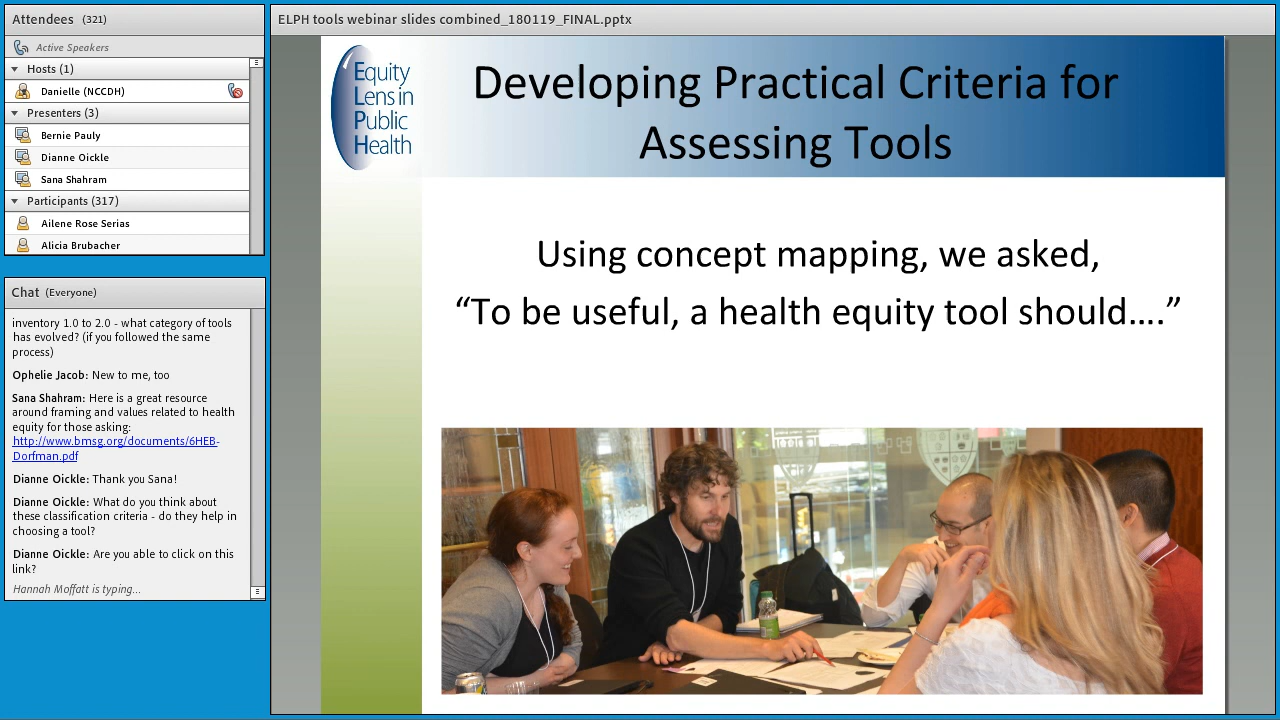 Attendees (321)
Active Speakers
Hosts (1)
Danielle (NCCDH)
Presenters (3)
Bernie Pauly
Dianne Oickle
Sana Shahram
Participants (317)
Ailene Rose Serias
Alicia Brubacher
Chat (Everyone)
inventory 1.0 to 2.0 - what category of tools
has evolved? (if you followed the same
process)
Ophelie Jacob: New to me, too
Sana Shahram: Here is a great resource
around framing and values related to health
equity for those asking:
http://www.bmsg.org/documents/6HEB-
Dorfman.pdf
Dianne Oickle: Thank you Sana!
Dianne Oickle: What do you think about
these classification criteria - do they help in
choosing a tool?
Dianne Oickle: Are you able to click on this
link?
Hannah Moffatt is typing...
ELPH tools webinar slides combined_180119_FINAL.pptx
Equity
Lens in
Public
Health
Developing Practical Criteria for
Assessing Tools
Using concept mapping, we asked,
“To be useful, a health equity tool should....”